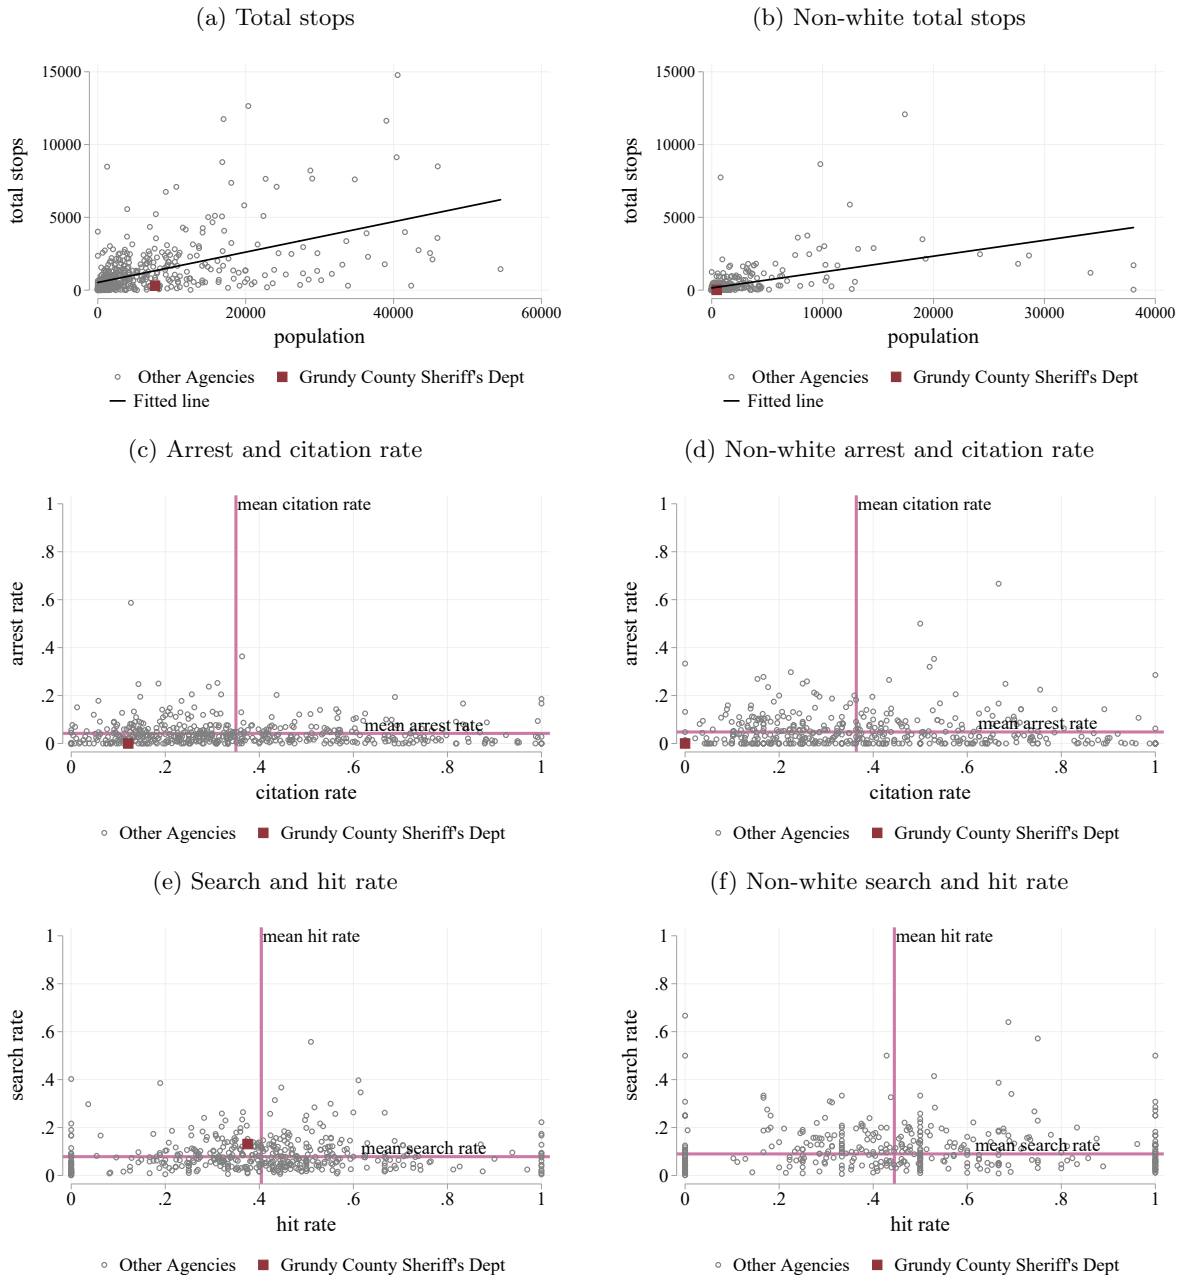 (a) Total stops
(b) Non-white total stops
15000
10000
5000
0
total stops
0 20000 40000 60000
population
Other Agencies Grundy County Sheriff's Dept
Fitted line
15000
10000
5000
0
total stops
0 10000 20000 30000 40000
population
Other Agencies Grundy County Sheriff's Dept
Fitted line
(c) Arrest and citation rate
(d) Non-white arrest and citation rate
1
.8
.6
.4
.2
0
arrest rate
mean citation rate
mean arrest rate
0 .2 .4 .6 .8 1
citation rate
Other Agencies Grundy County Sheriff's Dept
1
.8
.6
.4
.2
0
arrest rate
mean citation rate
mean arrest rate
0 .2 .4 .6 .8 1
citation rate
Other Agencies Grundy County Sheriff's Dept
(e) Search and hit rate
(f) Non-white search and hit rate
1
.8
.6
.4
.2
0
search rate
mean hit rate
mean search rate
0 .2 .4 .6 .8 1
hit rate
Other Agencies Grundy County Sheriff's Dept
1
.8
.6
.4
.2
0
search rate
mean hit rate
mean search rate
0 .2 .4 .6 .8 1
hit rate
Other Agencies Grundy County Sheriff's Dept